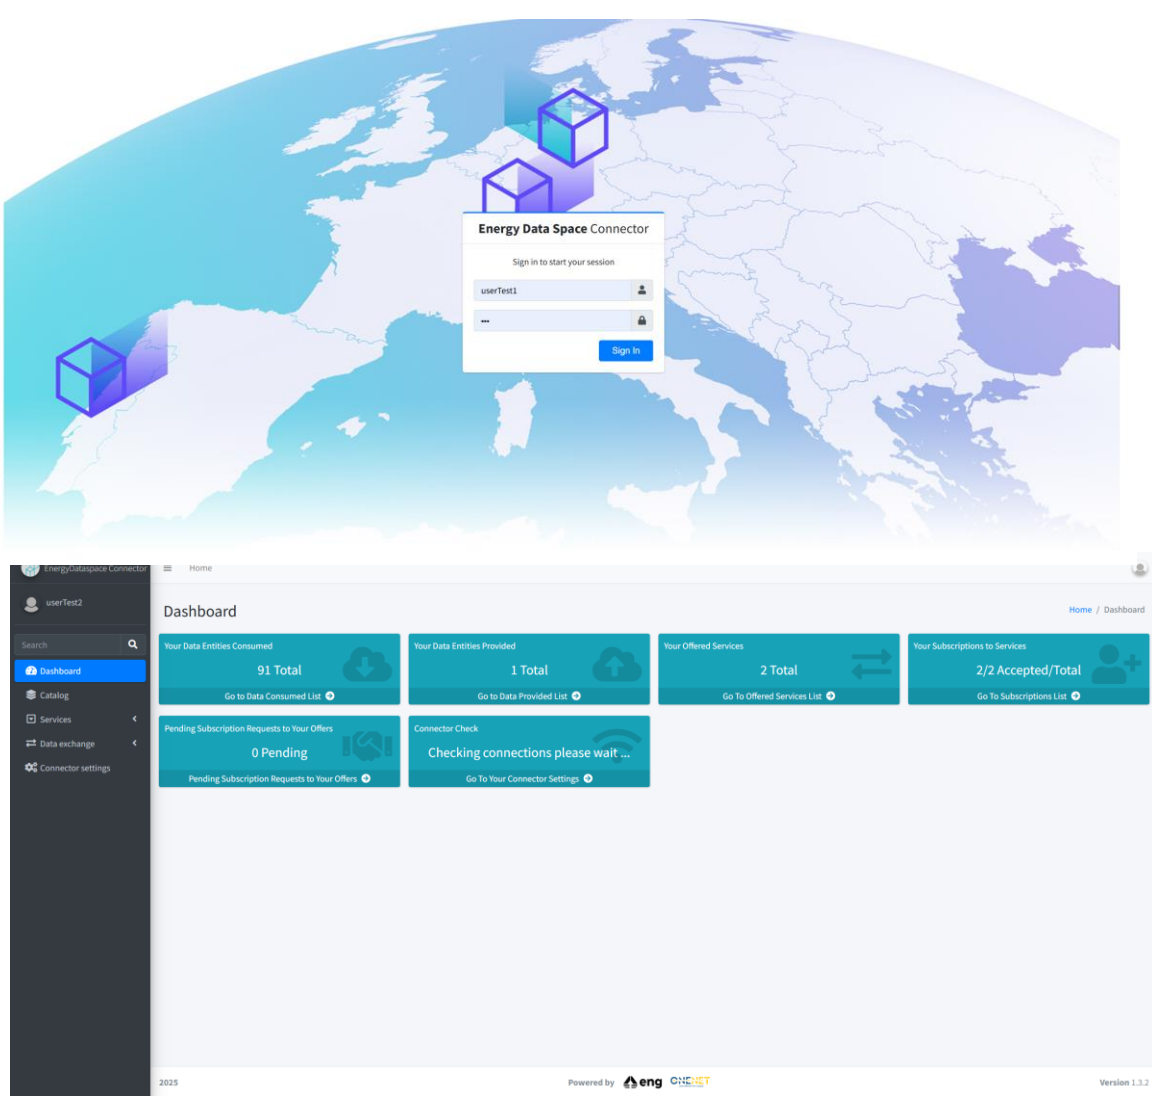 Energy Data Space Connector
Sign in to start your session
userTest1
•••
Sign In
EnergyDataspace Connector
Home
userTest2
Dashboard
Home / Dashboard
Search
Dashboard
Catalog
Services
Data exchange
Connector settings
Your Data Entities Consumed
91 Total
Go to Data Consumed List
Your Data Entities Provided
1 Total
Go to Data Provided List
Your Offered Services
2 Total
Go To Offered Services List
Your Subscriptions to Services
2/2 Accepted/Total
Go To Subscriptions List
Pending Subscription Requests to Your Offers
0 Pending
Pending Subscription Requests to Your Offers
Connector Check
Checking connections please wait ...
Go To Your Connector Settings
2025
Powered by eng ONENET
Version 1.3.2